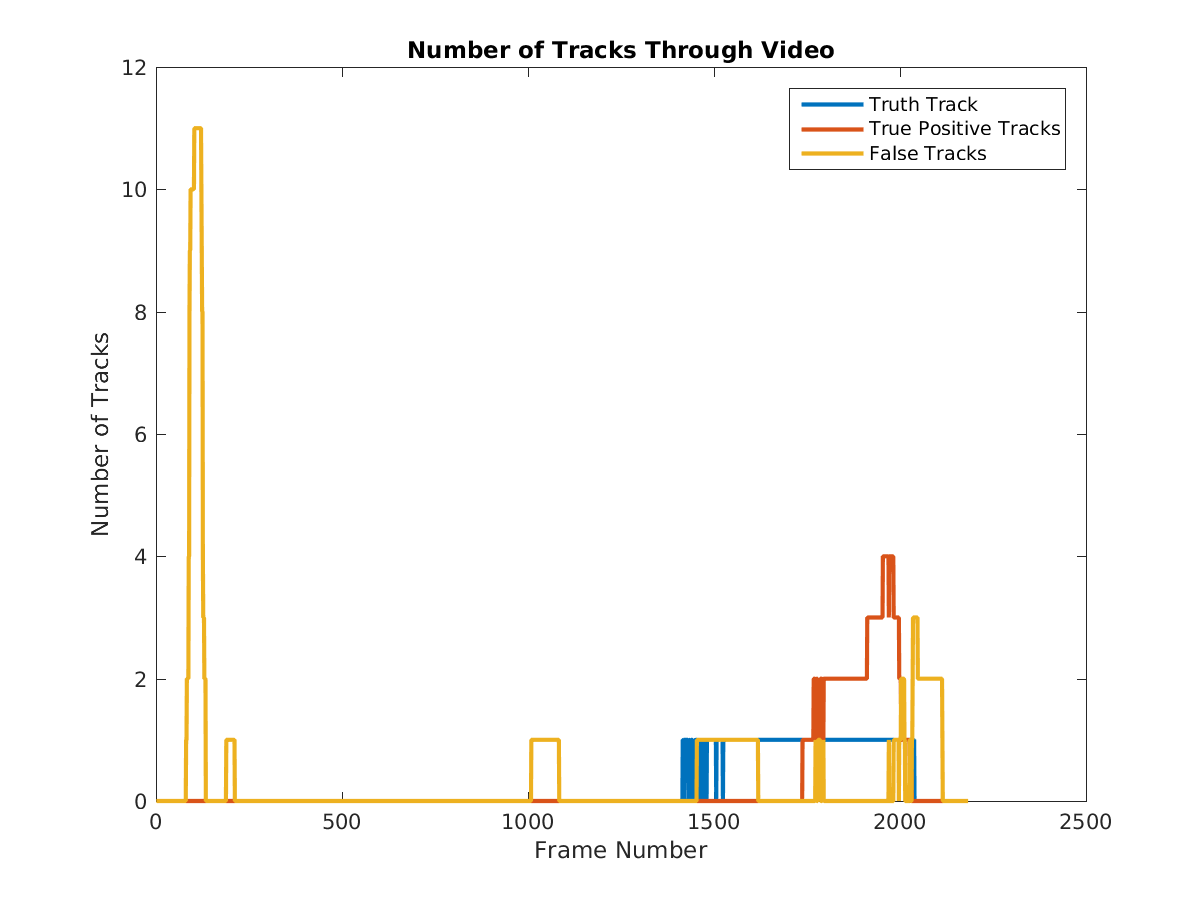 Number of Tracks Through Video
12
10
8
6
4
2
0
Number of Tracks
Truth Track
True Positive Tracks
False Tracks
0 500 1000 1500 2000 2500
Frame Number